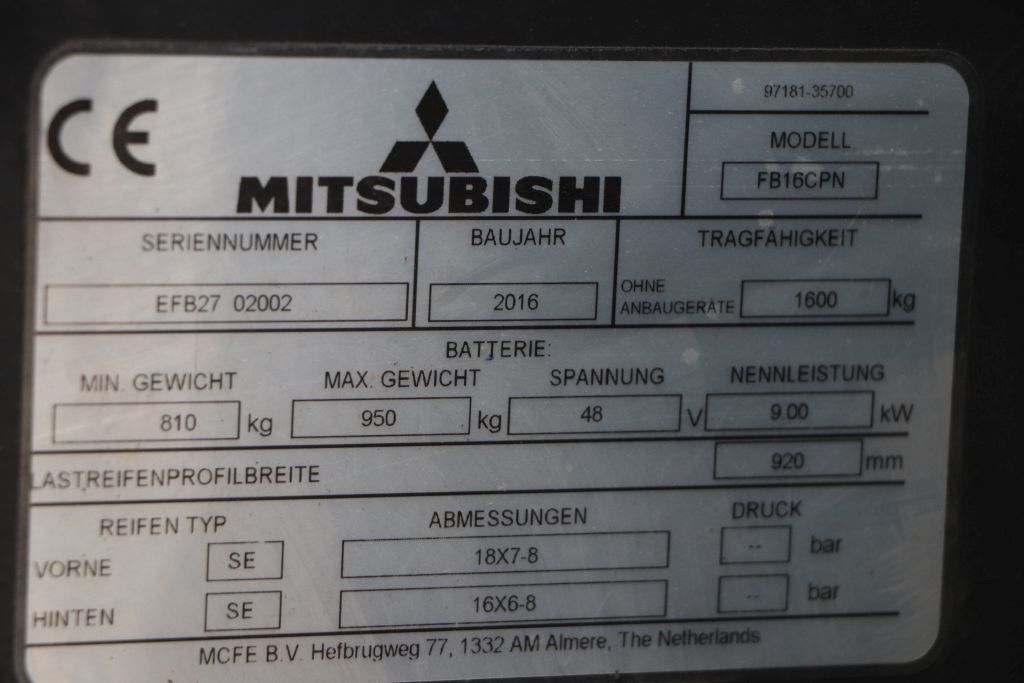 CE
97181-35700
MODELL
FB16CPN
MITSUBISHI
SERIENNUMMER
EFB27 02002
BAUJAHR
2016
TRAGFÄHIGKEIT
OHNE
ANBAUGERÄTE 1600 kg
BATTERIE:
MIN. GEWICHT MAX. GEWICHT SPANNUNG NENNLEISTUNG
810 kg 950 kg 48 V 9.00 kW
LASTREIFENPROFILBREITE 920 mm
REIFEN TYP ABMESSUNGEN DRUCK
VORNE SE 18X7-8 -- bar
HINTEN SE 16X6-8 -- bar
MCFE B.V. Hefbrugweg 77, 1332 AM Almere, The Netherlands